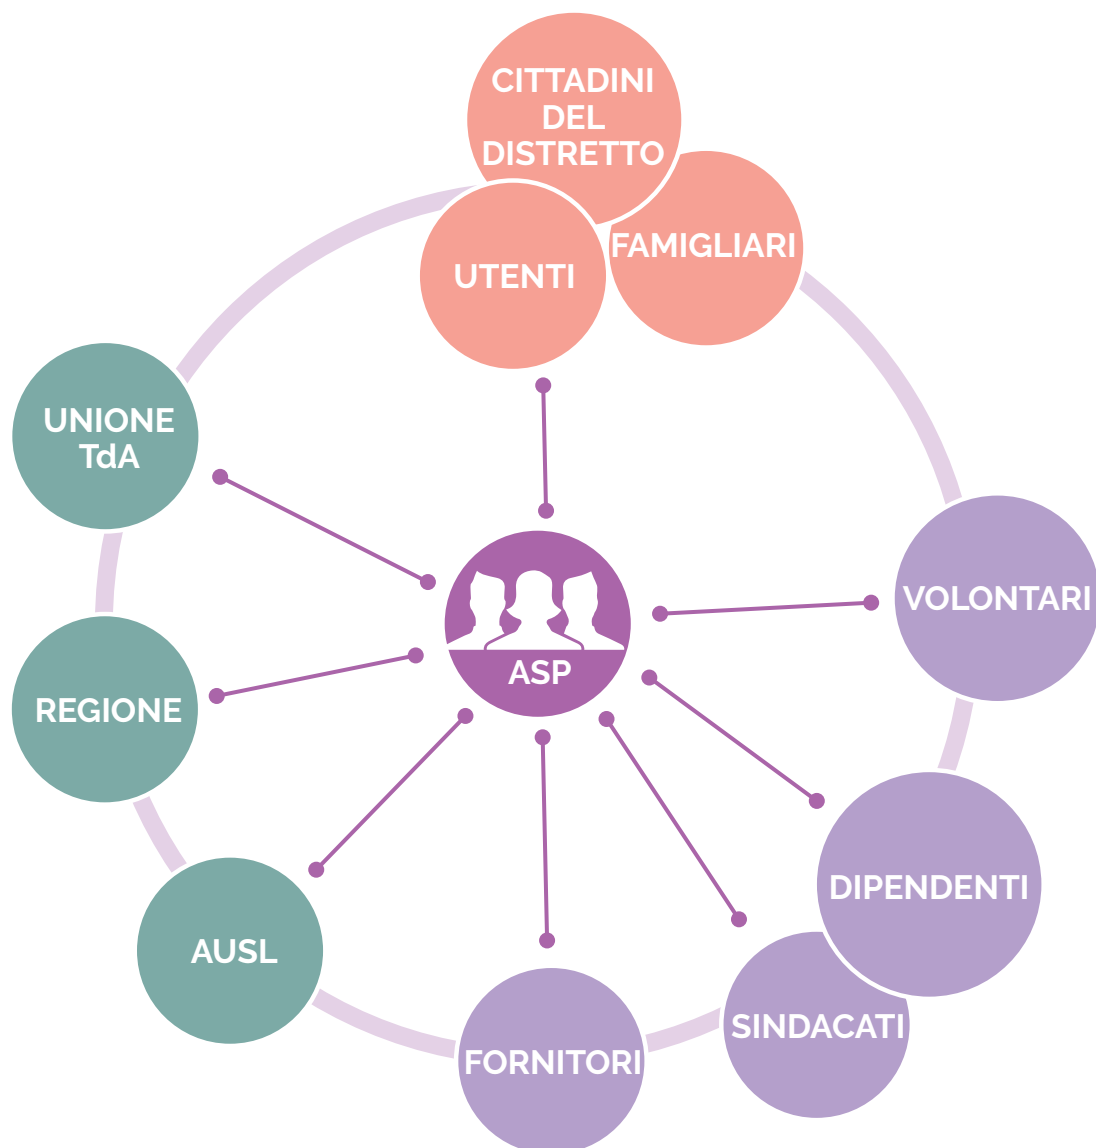 CITTADINI
DEL
DISTRETTO
FAMIGLIARI
UTENTI
UNIONE
TdA
VOLONTARI
ASP
REGIONE
DIPENDENTI
AUSL
SINDACATI
FORNITORI